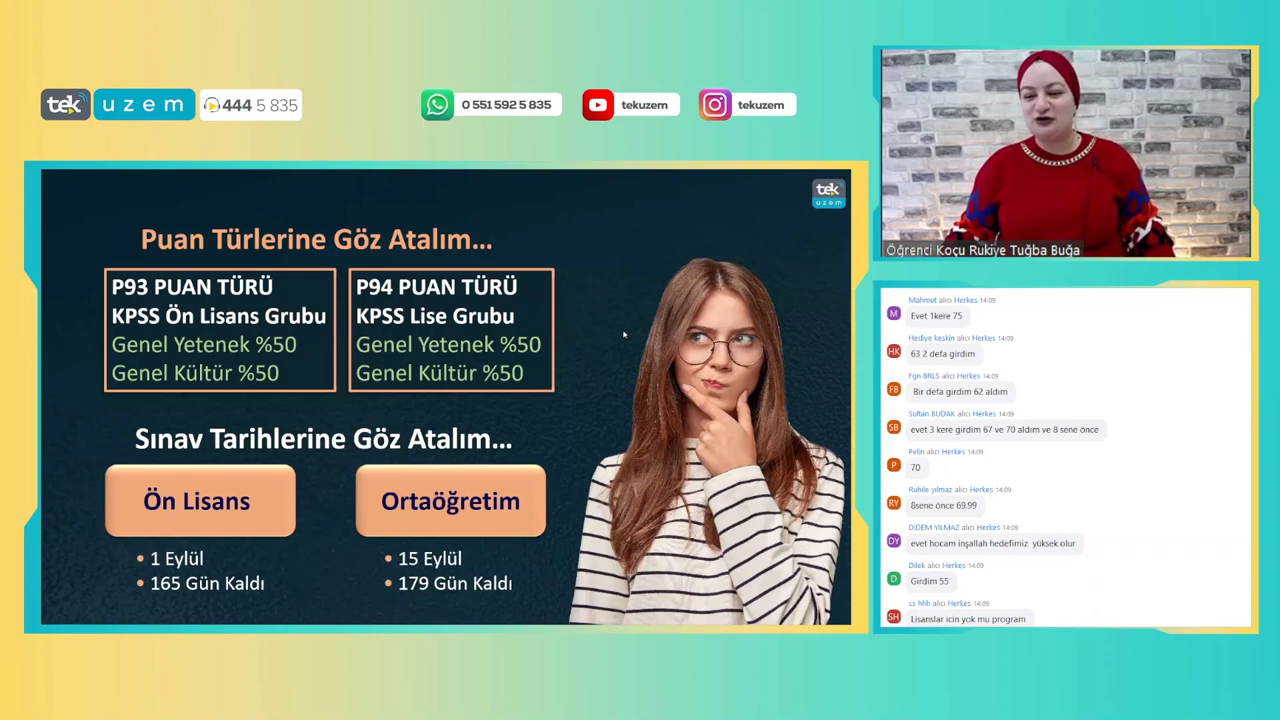 tek uzem 444 5 835
0 551 592 5 835
tekuzem
tekuzem
tek
uzem
Puan Türlerine Göz Atalım...
P93 PUAN TÜRÜ
KPSS Ön Lisans Grubu
Genel Yetenek %50
Genel Kültür %50
P94 PUAN TÜRÜ
KPSS Lise Grubu
Genel Yetenek %50
Genel Kültür %50
Sınav Tarihlerine Göz Atalım...
Ön Lisans
• 1 Eylül
• 165 Gün Kaldı
Ortaöğretim
• 15 Eylül
• 179 Gün Kaldı
Öğrenci Koçu Rukiye Tuğba Buğa
Mahmut alıcı Herkes 14:09
M
Evet 1kere 75
Hediye keskin alıcı Herkes 14:09
HK
63 2 defa girdim
Fgn BRLS alıcı Herkes 14:09
FB
Bir defa girdim 62 aldım
Sultan BUDAK alıcı Herkes 14:09
SB
evet 3 kere girdim 67 ve 70 aldım ve 8 sene önce
Pelin alıcı Herkes 14:09
P
70
Ruhile yılmaz alıcı Herkes 14:09
RY
8sene önce 69.99
DİDEM YILMAZ alıcı Herkes 14:09
DY
evet hocam inşallah hedefimiz yüksek olur
Dilek alıcı Herkes 14:09
D
Girdim 55
ss hhh alıcı Herkes 14:09
SH
Lisanslar icin yok mu program